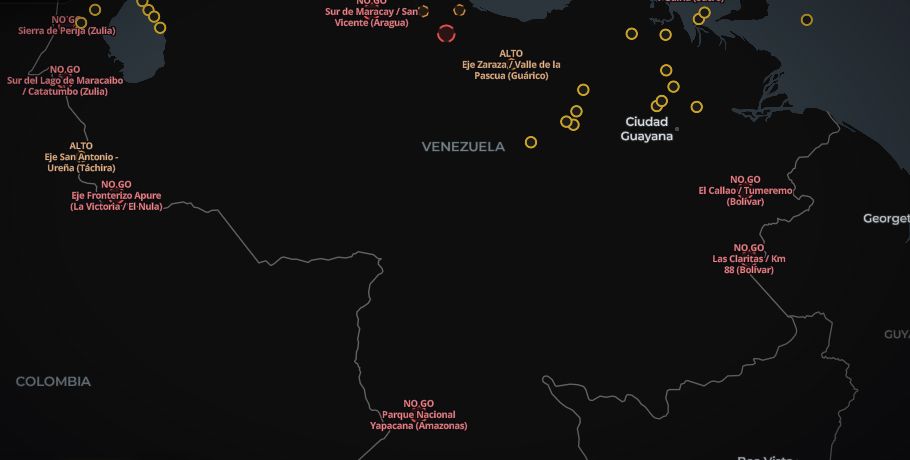 NO GO
Sur de Maracay / San
Vicente (Aragua)
NO GO
Sierra de Perijá (Zulia)
ALTO
Eje Zaraza / Valle de la
Pascua (Guárico)
NO GO
Sur del Lago de Maracaibo
/ Catatumbo (Zulia)
Ciudad
Guayana
VENEZUELA
ALTO
Eje San Antonio -
Ureña (Táchira)
NO GO
Eje Fronterizo Apure
(La Victoria / El Nula)
NO GO
El Callao / Tumeremo
(Bolívar)
Georget
NO GO
Las Claritas / Km
88 (Bolívar)
GUY
COLOMBIA
NO GO
Parque Nacional
Yapacana (Amazonas)